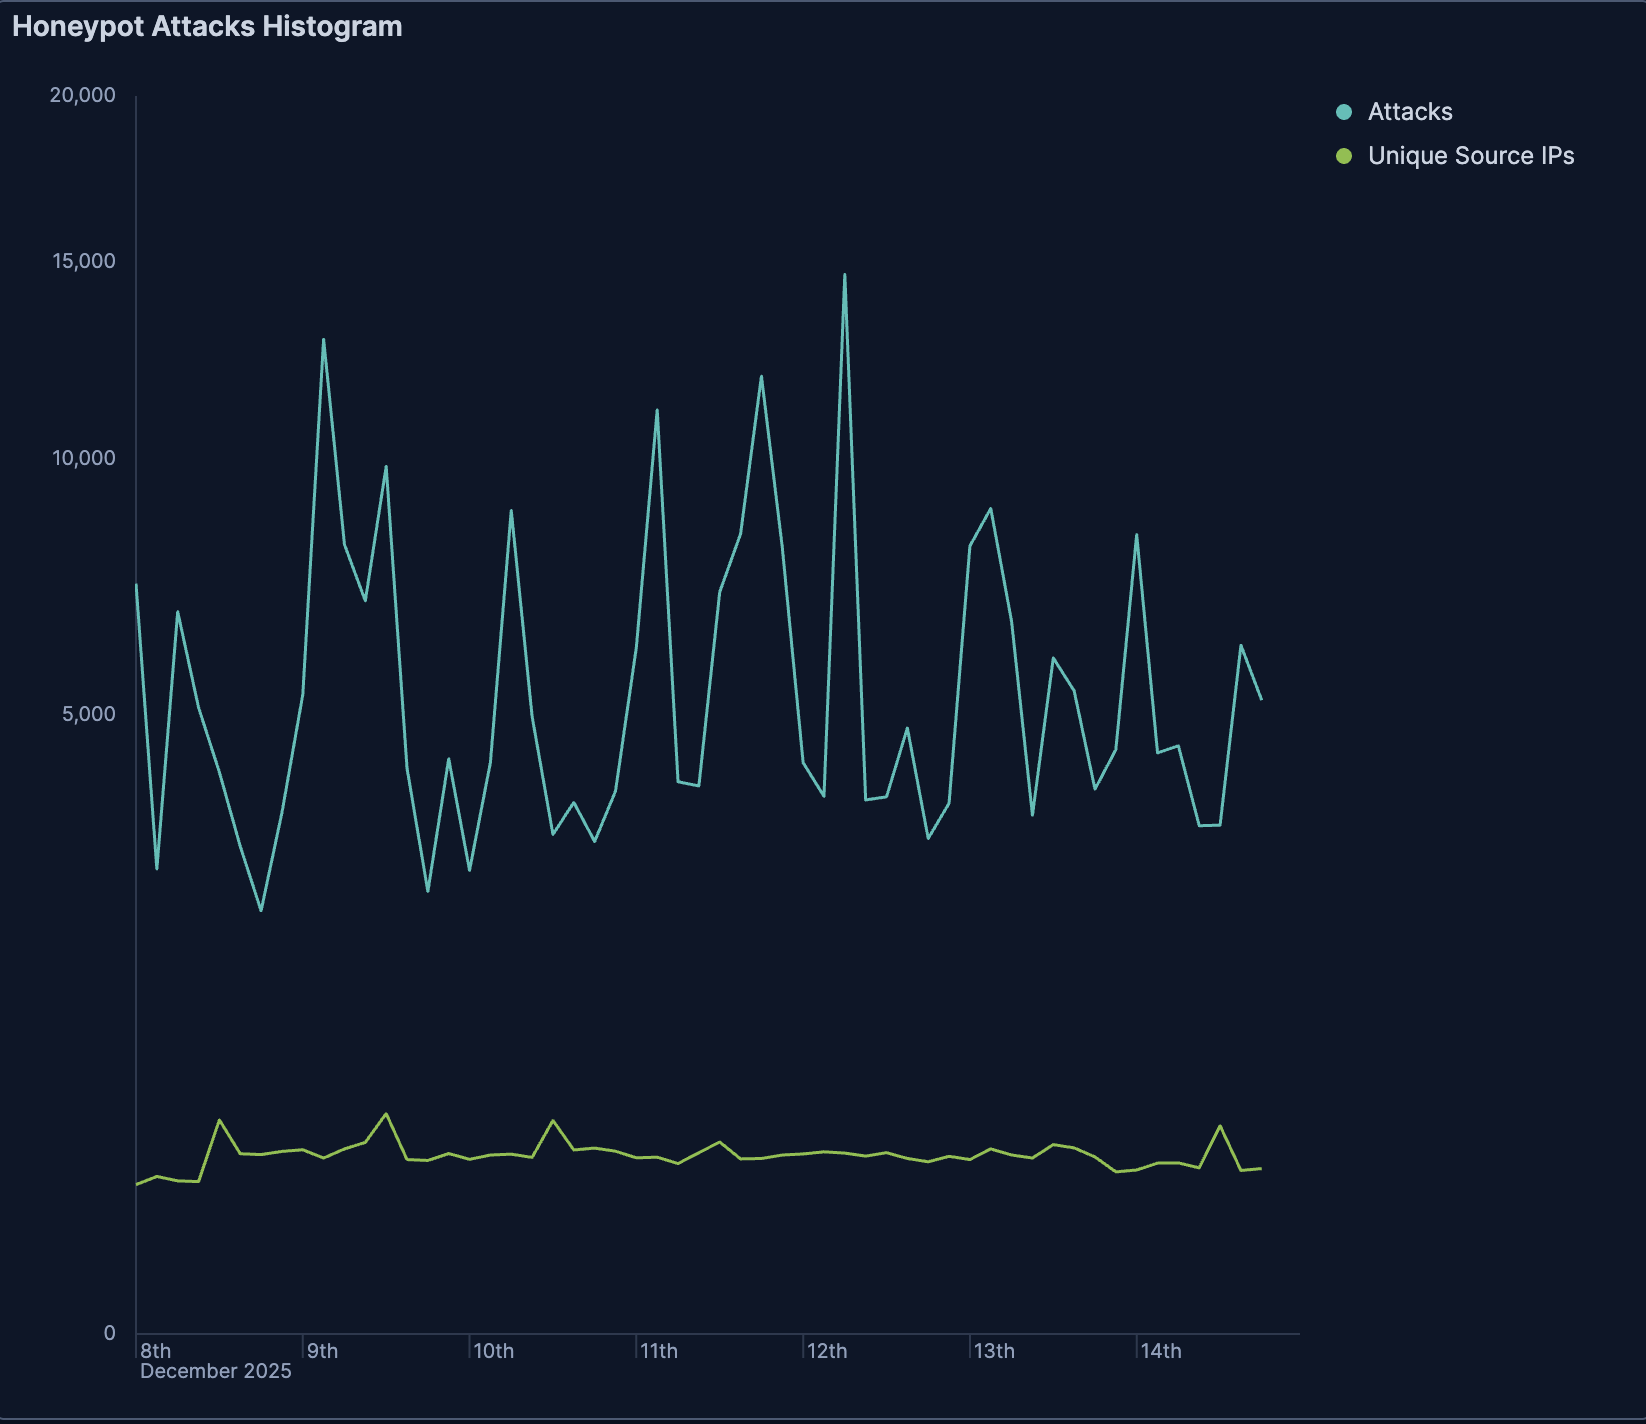 Honeypot Attacks Histogram
20,000
15,000
10,000
5,000
0
8th
9th
10th
11th
12th
13th
14th
December 2025
Attacks
Unique Source IPs